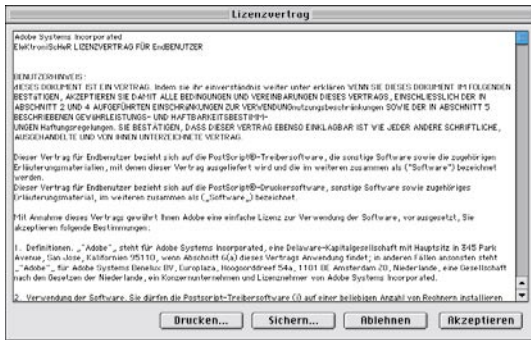 Lizenzvertrag
Adobe Systems Incorporated
ElektroniScHeR LIZENZVERTRAG FÜR EndBENUTZER
BENUTZERHINWEIS:
dIESES DOKUMENT IST EIN VERTRAG. Indem sie ihr einverständnis weiter unter erklären WENN SIE DIESES DOKUMENT IM FOLGENDEN
BESTäTIGEN, AKZEPTIEREN SIE DAMIT ALLE BEDINGUNGEN UND VEREINBARUNGEN DIESES VERTRAGS, EINSCHLIESSLICH DER IN
ABSCHNITT 2 UND 4 AUFGEFÜHRTEN EINSCHRäNKUNGEN ZUR VERWENDUNGnutzungsbeschränkungen SOWIE DER IN ABSCHNITT 5
BESCHRIEBENEN GEWäHRLEISTUNGS- UND HAFTBARKEITSBESTIMM-
UNGEN Haftungsregelungen. SIE BESTÄTIGEN, DASS DIESER VERTRAG EBENSO EINKLAGBAR IST WIE JEDER ANDERE SCHRIFTLICHE,
AUSGEHANDELTE UND VON IHNEN UNTERZEICHNETE VERTRAG.
Dieser Vertrag für Endbenutzer bezieht sich auf die PostScript®-Treibersoftware, die sonstige Software sowie die zugehörigen
Erläuterungsmaterialien, mit denen dieser Vertrag ausgeliefert wird und die im weiteren zusammen als ("Software") bezeichnet
werden.
Dieser Vertrag für Endbenutzer bezieht sich auf die PostScript®-Druckersoftware, sonstige Software sowie zugehöriges
Erläuterungsmaterial, im weiteren zusammen als („Software„) bezeichnet.
Mit Annahme dieses Vertrags gewährt Ihnen Adobe eine einfache Lizenz zur Verwendung der Software, vorausgesetzt, Sie
akzeptieren folgende Bestimmungen:
1. Definitionen. „"Adobe"„ steht für Adobe Systems Incorporated, eine Delaware-Kapitalgesellschaft mit Hauptsitz in 345 Park
Avenue, San Jose, Kalifornien 95110, wenn Abschnitt 6(a) dieses Vertrags Anwendung findet; in anderen Fällen ansonsten steht
„"Adobe"„ für Adobe Systems Benelux BV, Europlaza, Hoogoorddreef 54a, 1101 BE Amsterdam ZO, Niederlande, eine Gesellschaft
nach den Gesetzen der Niederlande, ein Konzernunternehmen und Lizenznehmer von Adobe Systems Incorporated.
2. Verwendung der Software. Sie dürfen die Postscript-Treibersoftware (i) auf einer beliebigen Anzahl von Rechnern installieren
Drucken... Sichern... Ablehnen Akzeptieren